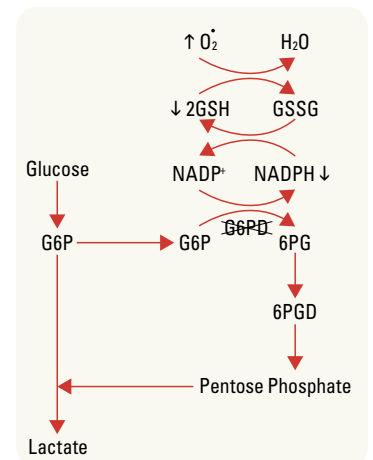 ↑ O₂• H₂O
↓ 2GSH GSSG
Glucose NADP⁺ NADPH ↓
G6PD
G6P G6P 6PG
6PGD
Pentose Phosphate
Lactate